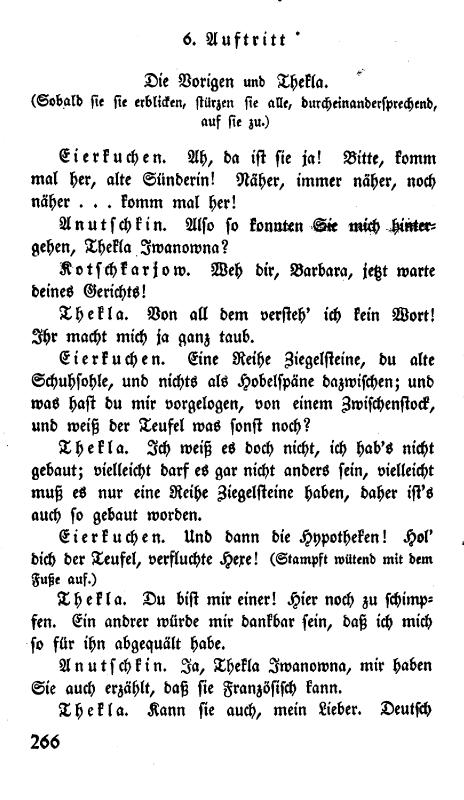 6. Auftritt
Die Vorigen und Thekla.
(Sobald sie sie erblicken, stürzen sie alle, durcheinandersprechend,
auf sie zu.)
Eierkuchen. Ah, da ist sie ja! Bitte, komm
mal her, alte Sünderin! Näher, immer näher, noch
näher . . . komm mal her!
Anutschkin. Also so konnten Sie mich hinter-
gehen, Thekla Iwanowna?
Kotschkarjow. Weh dir, Barbara, jetzt warte
deines Gerichts!
Thekla. Von all dem versteh' ich kein Wort!
Ihr macht mich ja ganz taub.
Eierkuchen. Eine Reihe Ziegelsteine, du alte
Schuhsohle, und nichts als Hobelspäne dazwischen; und
was hast du mir vorgelogen, von einem Zwischenstock,
und weiß der Teufel was sonst noch?
Thekla. Ich weiß es doch nicht, ich hab's nicht
gebaut; vielleicht darf es gar nicht anders sein, vielleicht
muß es nur eine Reihe Ziegelsteine haben, daher ist's
auch so gebaut worden.
Eierkuchen. Und dann die Hypotheken! Hol'
dich der Teufel, verfluchte Hexe! (Stampft wütend mit dem
Fuße auf.)
Thekla. Du bist mir einer! Hier noch zu schimp-
fen. Ein andrer würde mir dankbar sein, daß ich mich
so für ihn abgequält habe.
Anutschkin. Ja, Thekla Iwanowna, mir haben
Sie auch erzählt, daß sie Französisch kann.
Thekla. Kann sie auch, mein Lieber. Deutsch
266